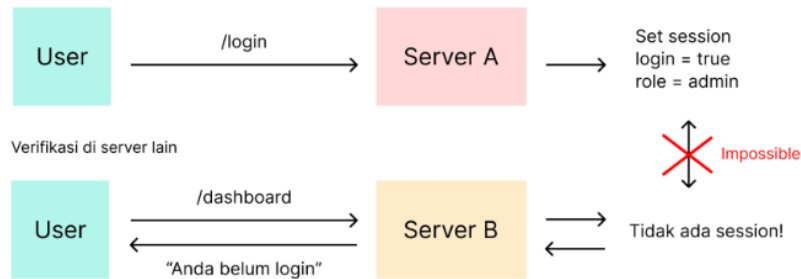 User
/login
Server A
Set session
login = true
role = admin
Verifikasi di server lain
Impossible
User
/dashboard
"Anda belum login"
Server B
Tidak ada session!